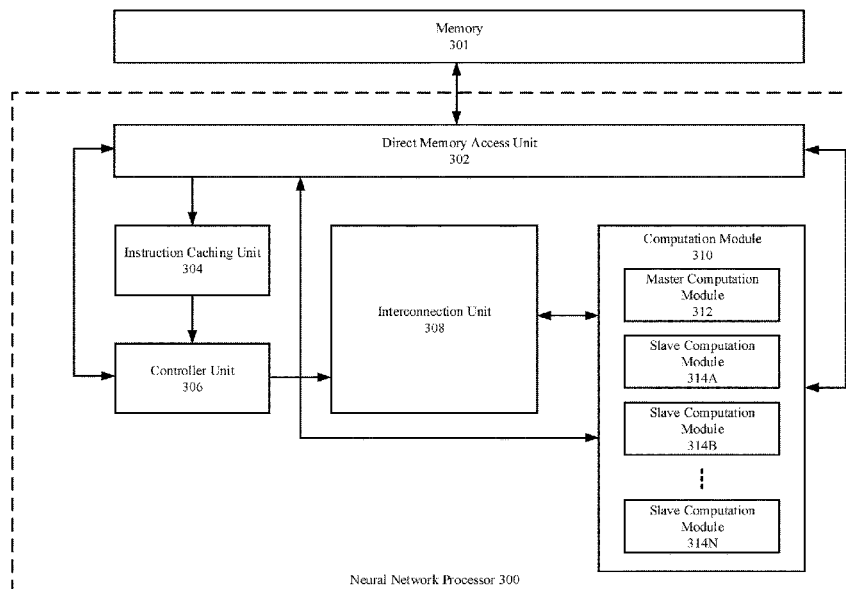 Memory
301
Direct Memory Access Unit
302
Instruction Caching Unit
304
Controller Unit
306
Interconnection Unit
308
Computation Module
310
Master Computation
Module
312
Slave Computation
Module
314A
Slave Computation
Module
314B
Slave Computation
Module
314N
Neural Network Processor 300